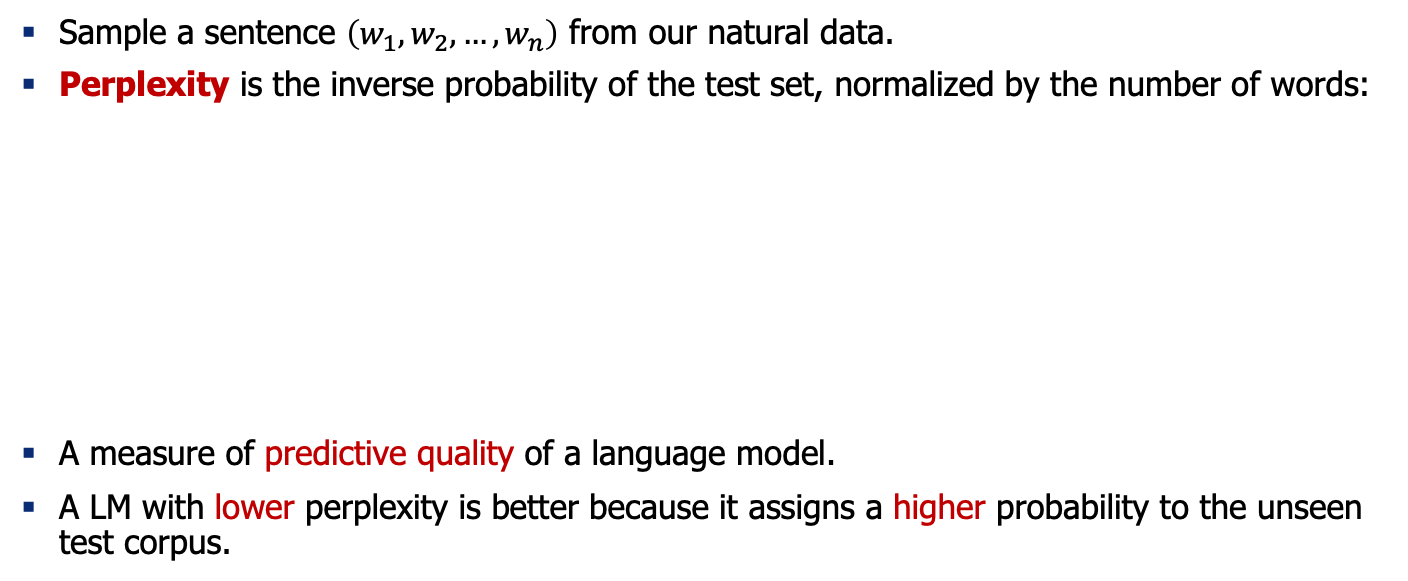 ▪ Sample a sentence (w₁, w₂, …, wₙ) from our natural data.
▪ Perplexity is the inverse probability of the test set, normalized by the number of words:
▪ A measure of predictive quality of a language model.
▪ A LM with lower perplexity is better because it assigns a higher probability to the unseen
test corpus.